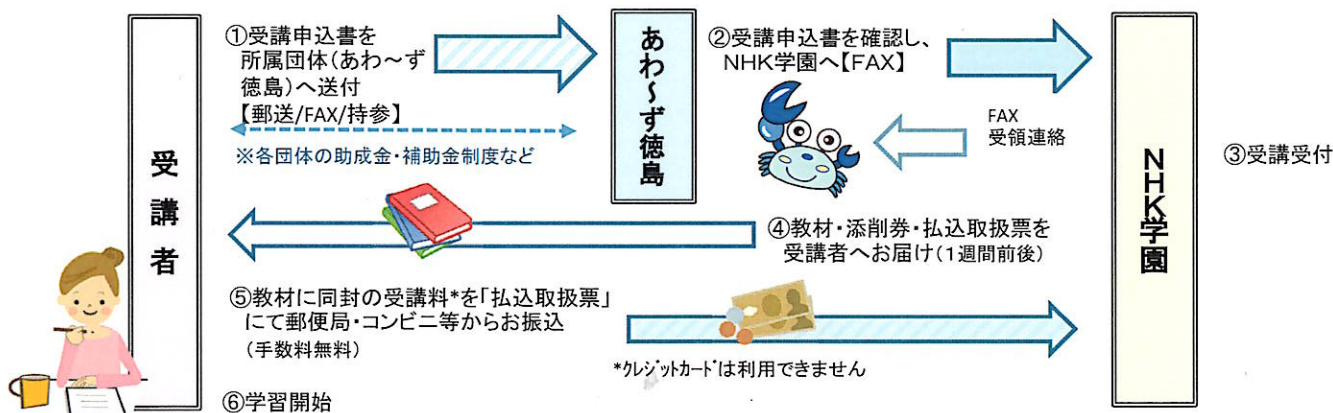 受講者
①受講申込書を
所属団体(あわ～ず
徳島)へ送付
【郵送/FAX/持参】
※各団体の助成金・補助金制度など
あわ～ず徳島
②受講申込書を確認し、
NHK学園へ【FAX】
FAX
受領連絡
NHK学園
③受講受付
④教材・添削券・払込取扱票を
受講者へお届け(1週間前後)
⑤教材に同封の受講料*を「払込取扱票」
にて郵便局・コンビニ等からお振込
(手数料無料)
*ｸﾚｼﾞｯﾄｶｰﾄﾞは利用できません
⑥学習開始